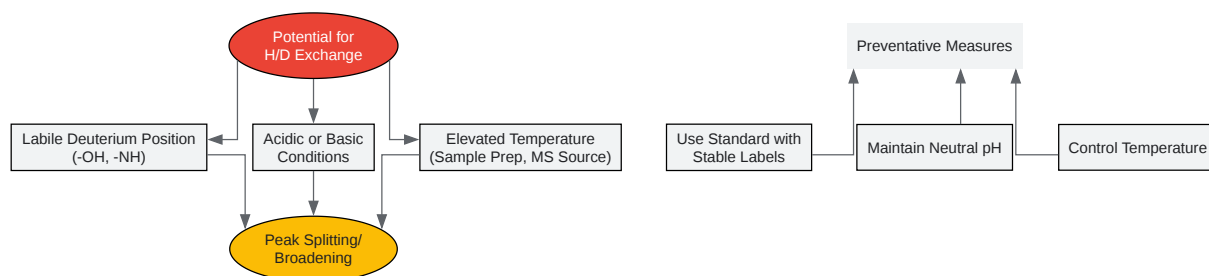 Potential for
H/D Exchange
Labile Deuterium Position
(-OH, -NH)
Acidic or Basic
Conditions
Elevated Temperature
(Sample Prep, MS Source)
Peak Splitting/
Broadening
Preventative Measures
Use Standard with
Stable Labels
Maintain Neutral pH
Control Temperature